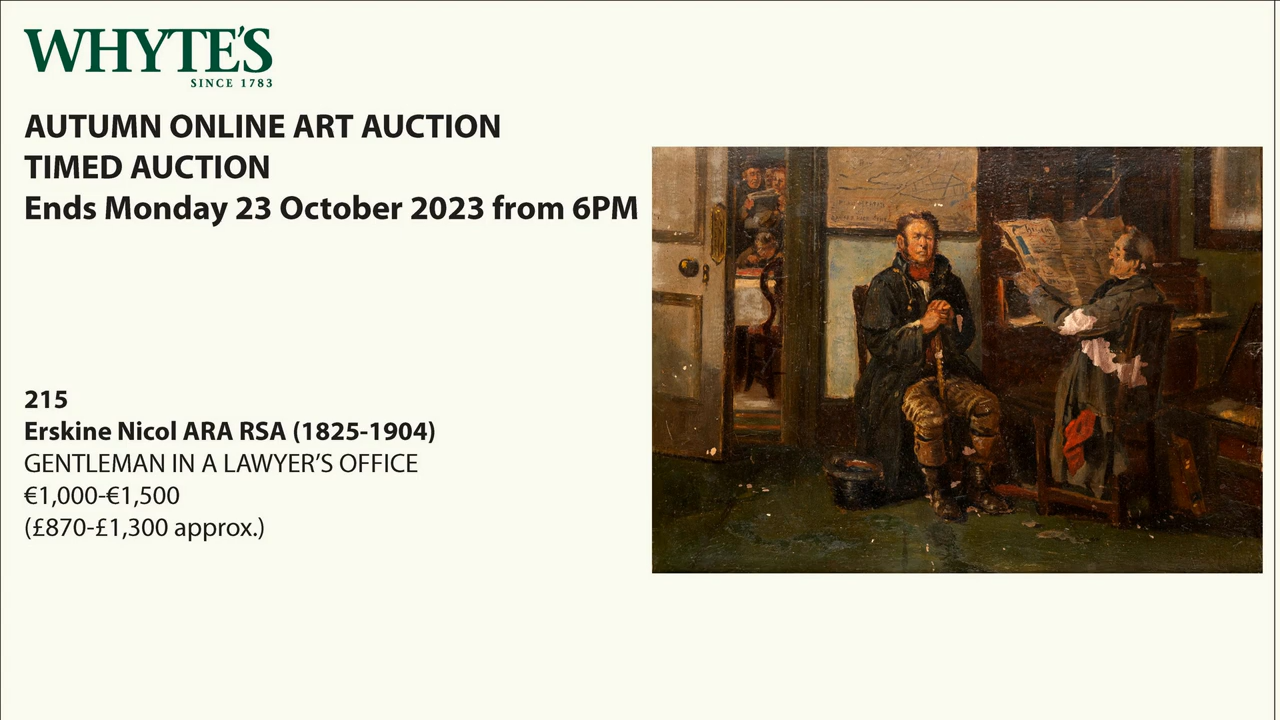 WHYTE'S
SINCE 1783
AUTUMN ONLINE ART AUCTION
TIMED AUCTION
Ends Monday 23 October 2023 from 6PM
215
Erskine Nicol ARA RSA (1825-1904)
GENTLEMAN IN A LAWYER’S OFFICE
€1,000-€1,500
(£870-£1,300 approx.)